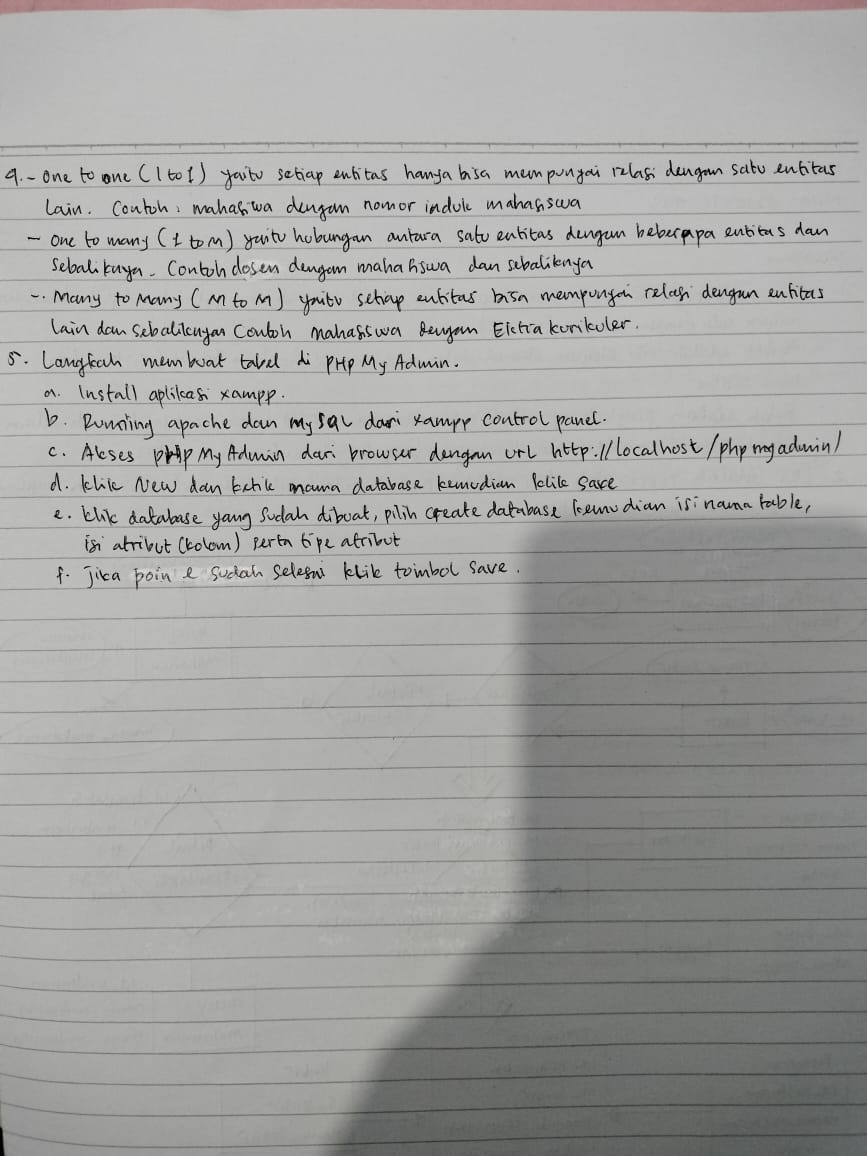 4. - One to one (1 to 1) yaitu setiap entitas hanya bisa mempunyai relasi dengan satu entitas
lain. Contoh : mahasiswa dengan nomor induk mahasiswa
- One to many (1 to M) yaitu hubungan antara satu entitas dengan beberapa entitas dan
Sebaliknya. Contoh dosen dengan mahasiswa dan sebaliknya
-. Many to Many (M to M) yaitu setiap entitas bisa mempunyai relasi dengan entitas
lain dan Sebaliknya Contoh mahasiswa dengan Ektra kurikuler.
5. Langkah membuat tabel di PHP My Admin.
a. Install aplikasi xampp.
b. Running apache dan my SQL dari xampp control panel.
c. Akses PHP My Admin dari browser dengan url http://localhost/phpmyadmin/
d. klik New dan ketik nama database kemudian klik save
e. klik database yang sudah dibuat, pilih create database kemudian isi nama table,
isi atribut (kolom) serta tipe atribut
f. Jika poin e sudah selesai klik tombol save.